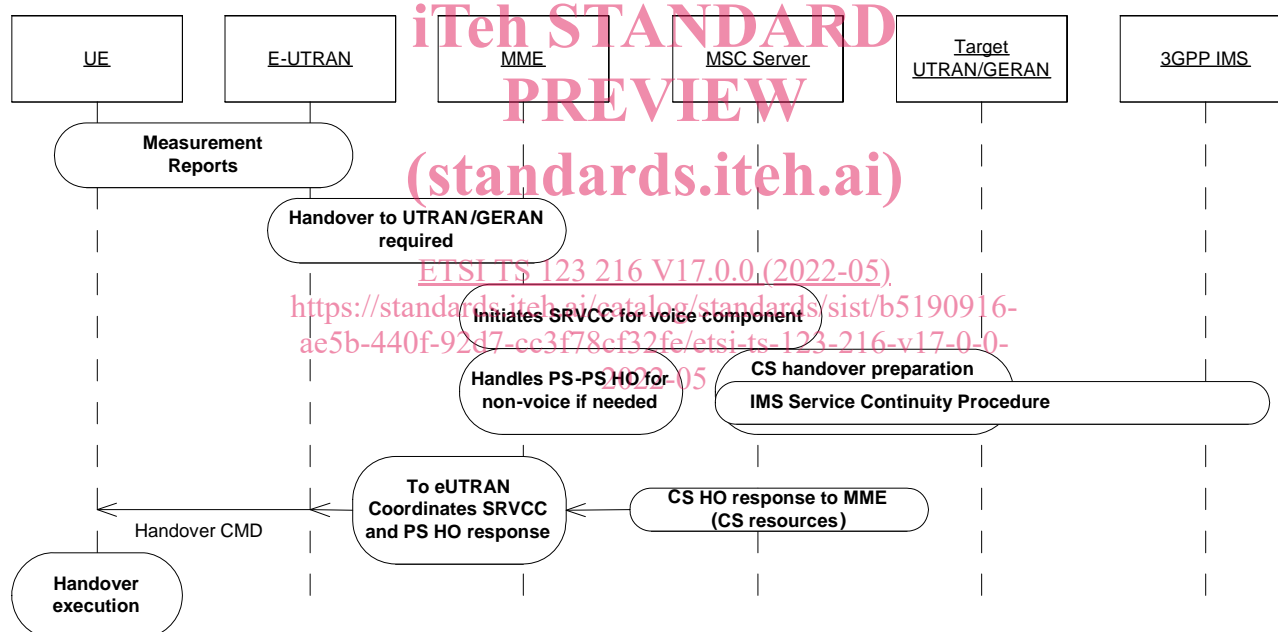 iTeh STANDARD
PREVIEW
(standards.iteh.ai)
ETSI TS 123 216 V17.0.0 (2022-05)
https://standards.iteh.ai/catalog/standards/sist/b5190916-
ae5b-440f-92d7-cc3f78cf32fe/etsi-ts-123-216-v17-0-0-
2022-05
UE
E-UTRAN
MME
MSC Server
Target
UTRAN/GERAN
3GPP IMS
Measurement
Reports
Handover to UTRAN/GERAN
required
Initiates SRVCC for voice component
Handles PS-PS HO for
non-voice if needed
CS handover preparation
IMS Service Continuity Procedure
To eUTRAN
Coordinates SRVCC
and PS HO response
CS HO response to MME
(CS resources)
Handover CMD
Handover
execution